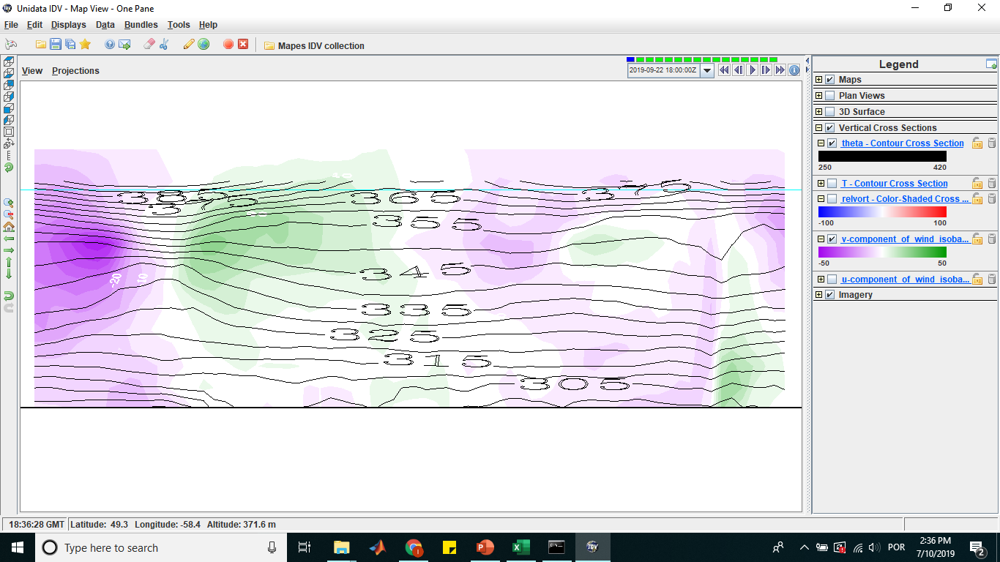 Unidata IDV - Map View - One Pane
File Edit Displays Data Bundles Tools Help
Mapes IDV collection
View Projections
2019-09-22 18:00:00Z
Legend
Maps
Plan Views
3D Surface
Vertical Cross Sections
theta - Contour Cross Section
250 420
T - Contour Cross Section
relvort - Color-Shaded Cross ...
-100 100
v-component_of_wind_isoba...
-50 50
u-component_of_wind_isoba...
Imagery
385
365
375
355
345
-20
10
335
325
315
305
18:36:28 GMT Latitude: 49.3 Longitude: -58.4 Altitude: 371.6 m
Type here to search
POR
2:36 PM
7/10/2019
2